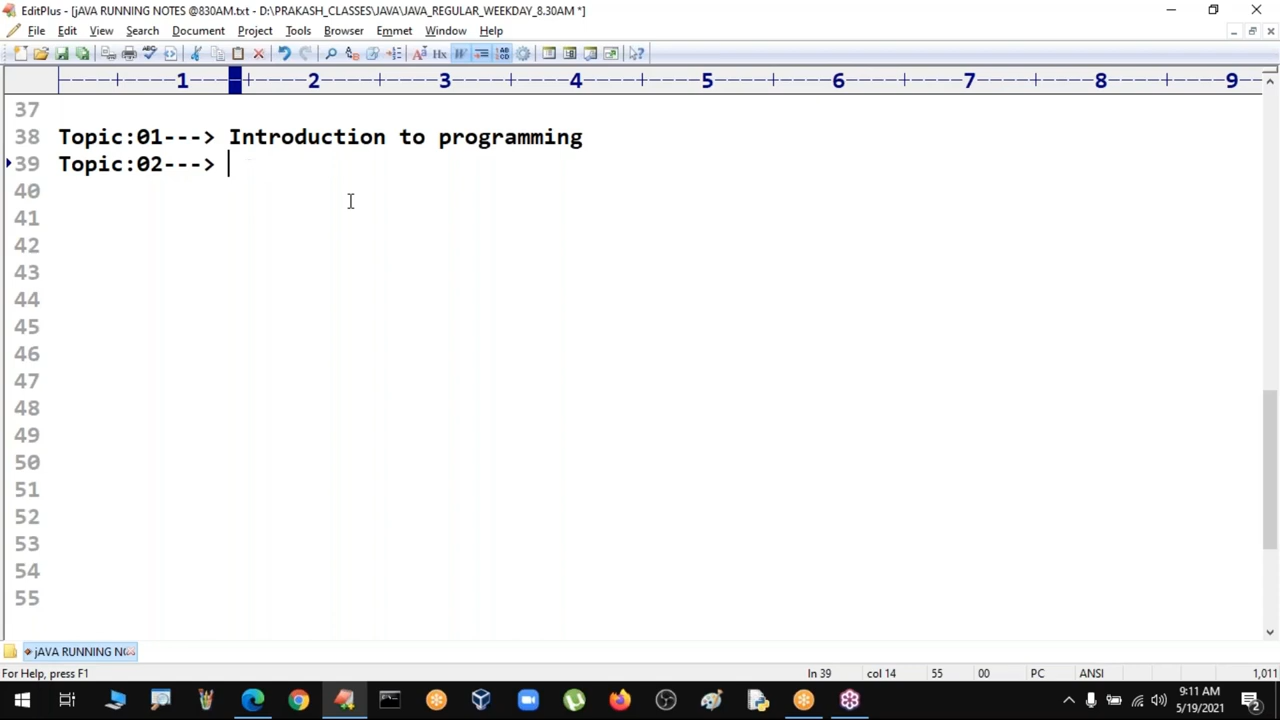 EditPlus - [jAVA RUNNING NOTES @830AM.txt - D:\PRAKASH_CLASSES\JAVA\JAVA_REGULAR_WEEKDAY_8.30AM *]
File Edit View Search Document Project Tools Browser Emmet Window Help
----+----1----+----2----+----3----+----4----+----5----+----6----+----7----+----8----+----9--
37
38 Topic:01---> Introduction to programming
39 Topic:02--->
40
41
42
43
44
45
46
47
48
49
50
51
52
53
54
55
jAVA RUNNING NO
For Help, press F1 ln 39 col 14 55 00 PC ANSI 1,011
9:11 AM
5/19/2021
2